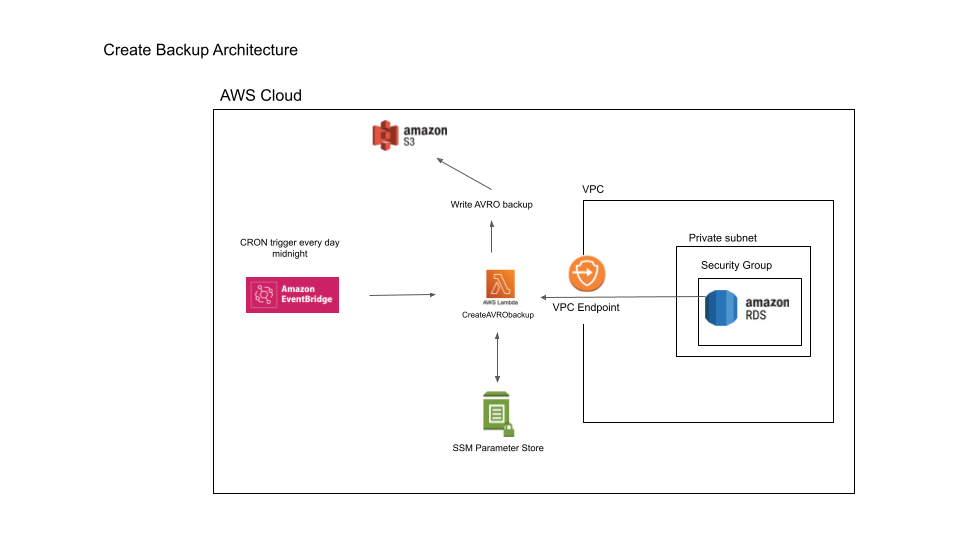 Create Backup Architecture
AWS Cloud
amazon
S3
VPC
Write AVRO backup
CRON trigger every day
midnight
Private subnet
Security Group
Amazon
EventBridge
AWS Lambda
CreateAVRObackup
VPC Endpoint
amazon
RDS
SSM Parameter Store